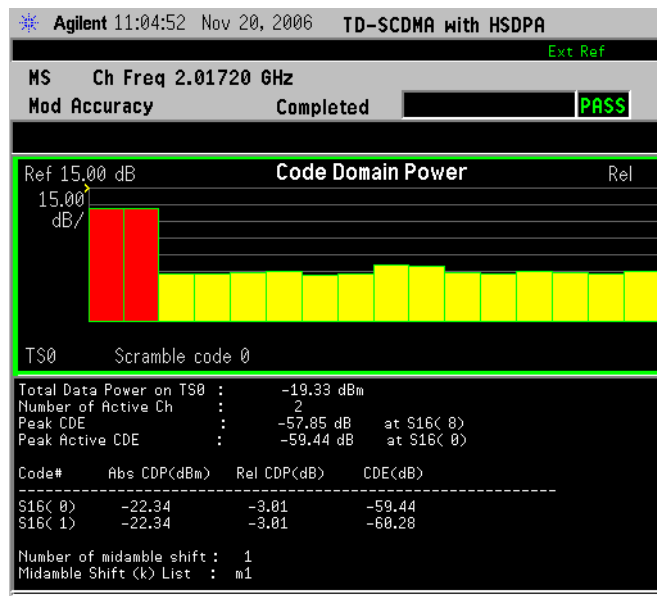 Agilent 11:04:52 Nov 20, 2006 TD-SCDMA with HSDPA
Ext Ref
MS Ch Freq 2.01720 GHz
Mod Accuracy Completed PASS
Ref 15.00 dB Code Domain Power Rel
15.00
dB/
TS0 Scramble code 0
Total Data Power on TS0 : -19.33 dBm
Number of Active Ch : 2
Peak CDE : -57.85 dB at S16( 8)
Peak Active CDE : -59.44 dB at S16( 0)
Code# Abs CDP(dBm) Rel CDP(dB) CDE(dB)
------------------------------------------------------------
S16( 0) -22.34 -3.01 -59.44
S16( 1) -22.34 -3.01 -60.28
Number of midamble shift : 1
Midamble Shift (k) List : m1